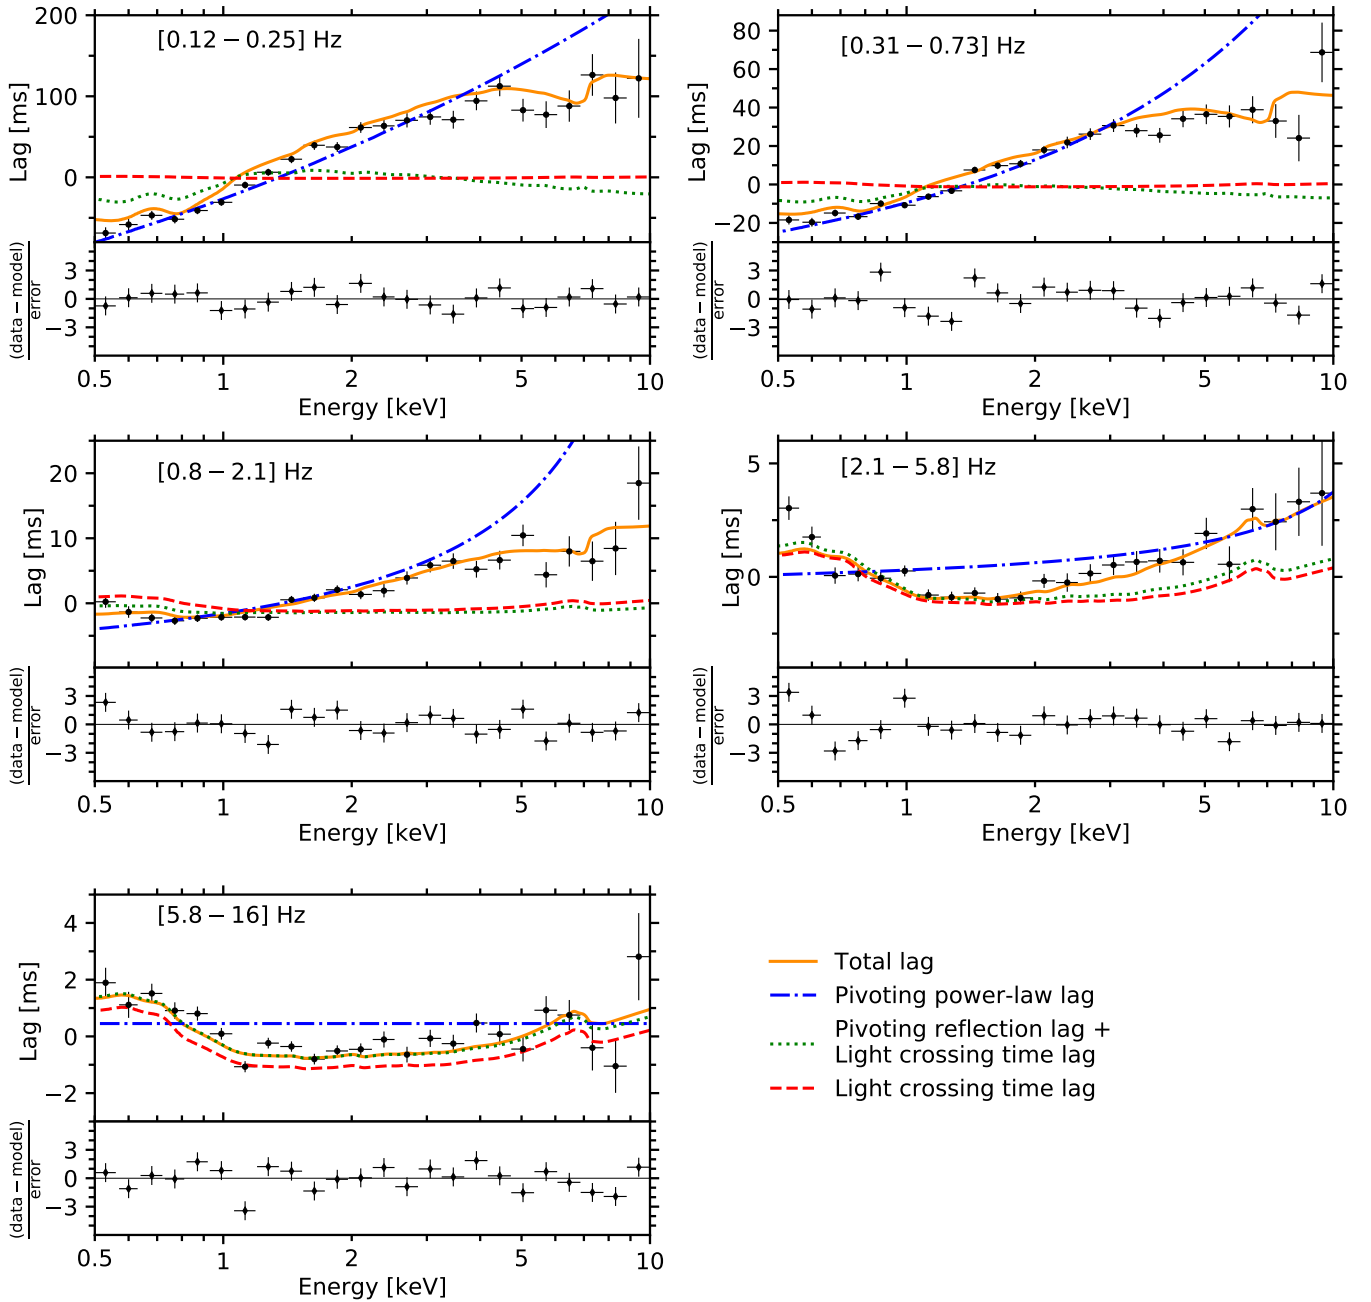 200
100
0
Lag [ms]
[0.12 − 0.25] Hz
3
0
−3
(data − model)
error
0.5 1 2 5 10
Energy [keV]
80
60
40
20
0
−20
Lag [ms]
[0.31 − 0.73] Hz
3
0
−3
(data − model)
error
0.5 1 2 5 10
Energy [keV]
20
10
0
Lag [ms]
[0.8 − 2.1] Hz
3
0
−3
(data − model)
error
0.5 1 2 5 10
Energy [keV]
5
0
Lag [ms]
[2.1 − 5.8] Hz
3
0
−3
(data − model)
error
0.5 1 2 5 10
Energy [keV]
4
2
0
−2
Lag [ms]
[5.8 − 16] Hz
3
0
−3
(data − model)
error
0.5 1 2 5 10
Energy [keV]
Total lag
Pivoting power-law lag
Pivoting reflection lag +
Light crossing time lag
Light crossing time lag